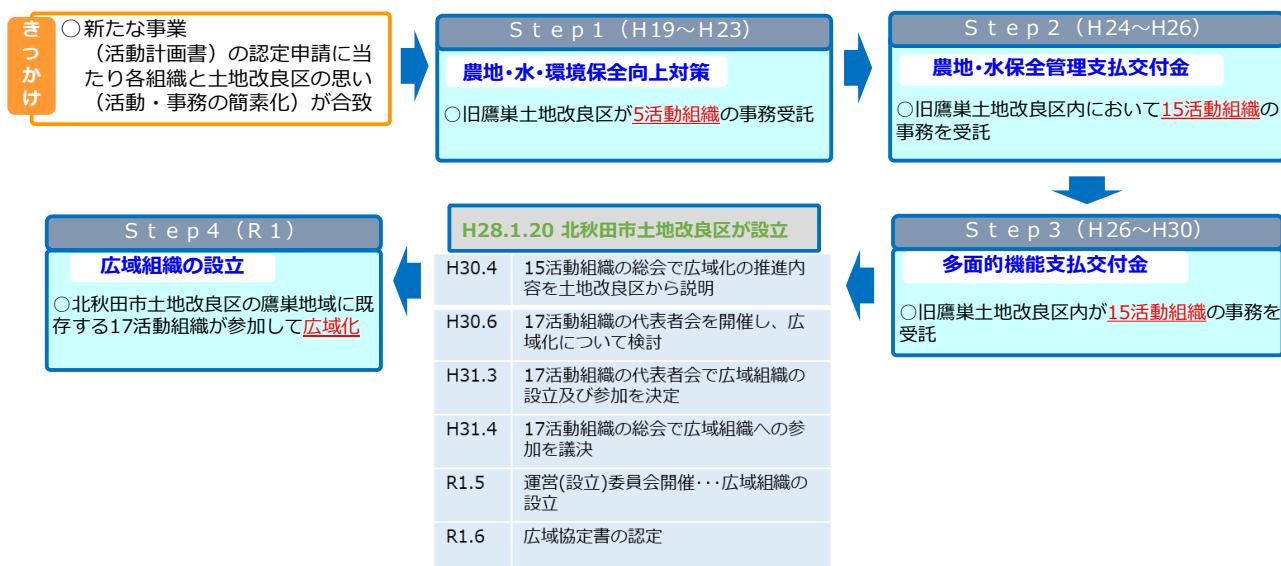 きっかけ
○新たな事業
（活動計画書）の認定申請に当
たり各組織と土地改良区の思い
（活動・事務の簡素化）が合致
Ｓｔｅｐ１（H19～H23）
農地・水・環境保全向上対策
○旧鷹巣土地改良区が5活動組織の事務受託
Ｓｔｅｐ２（H24～H26）
農地・水保全管理支払交付金
○旧鷹巣土地改良区内において15活動組織の
事務を受託
Ｓｔｅｐ３（H26～H30）
多面的機能支払交付金
○旧鷹巣土地改良区内が15活動組織の事務を
受託
H28.1.20 北秋田市土地改良区が設立
H30.4 15活動組織の総会で広域化の推進内
容を土地改良区から説明
H30.6 17活動組織の代表者会を開催し、広
域化について検討
H31.3 17活動組織の代表者会で広域組織の
設立及び参加を決定
H31.4 17活動組織の総会で広域組織への参
加を議決
R1.5 運営(設立)委員会開催･･･広域組織の
設立
R1.6 広域協定書の認定
Ｓｔｅｐ４（Ｒ１）
広域組織の設立
○北秋田市土地改良区の鷹巣地域に既
存する17活動組織が参加して広域化